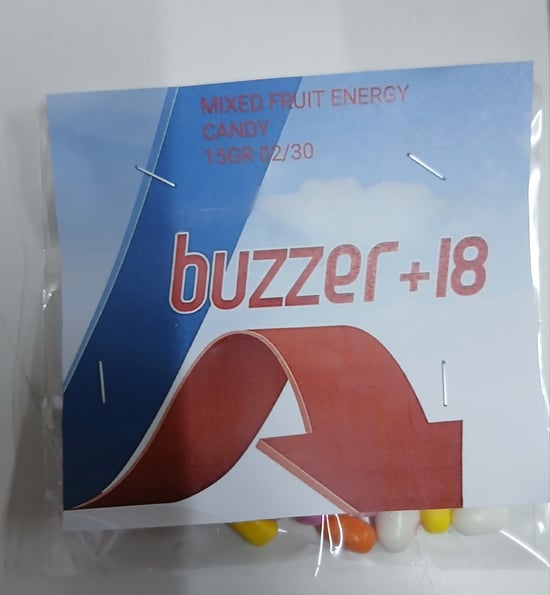 MIXED FRUIT ENERGY
CANDY
15GR 02/30
buzzer +18